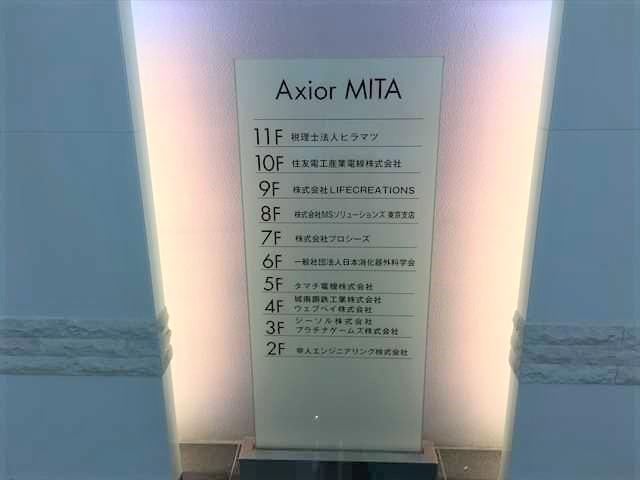 Axior MITA
11F 税理士法人ヒラマツ
10F 住友電工産業電線株式会社
9F 株式会社LIFECREATIONS
8F 株式会社MSソリューションズ 東京支店
7F 株式会社プロシーズ
6F 一般社団法人日本消化器外科学会
5F タマチ電機株式会社
4F 城南鋼鉄工業株式会社
ウェブペイ株式会社
3F シーソル株式会社
プラチナゲームズ株式会社
2F 帝人エンジニアリング株式会社